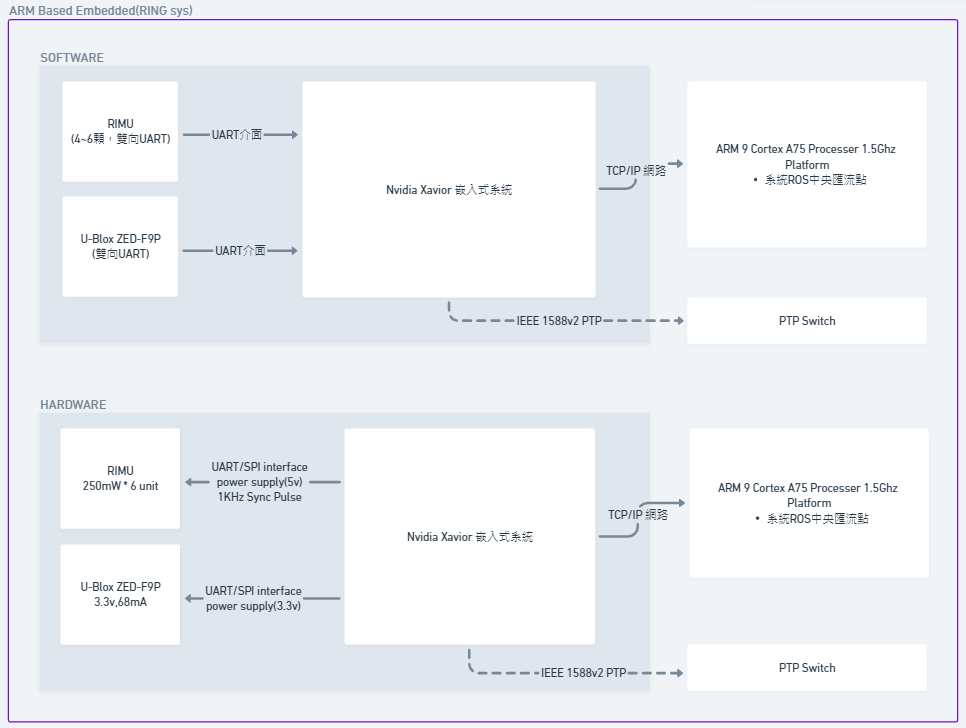 ARM Based Embedded(RING sys)
SOFTWARE
RIMU
(4~6顆，雙向UART)
UART介面
U-Blox ZED-F9P
(雙向UART)
UART介面
Nvidia Xavior 嵌入式系統
TCP/IP 網路
ARM 9 Cortex A75 Processer 1.5Ghz
Platform
• 系統ROS中央匯流點
IEEE 1588v2 PTP
PTP Switch
HARDWARE
RIMU
250mW * 6 unit
UART/SPI interface
power supply(5v)
1KHz Sync Pulse
U-Blox ZED-F9P
3.3v,68mA
UART/SPI interface
power supply(3.3v)
Nvidia Xavior 嵌入式系統
TCP/IP 網路
ARM 9 Cortex A75 Processer 1.5Ghz
Platform
• 系統ROS中央匯流點
IEEE 1588v2 PTP
PTP Switch